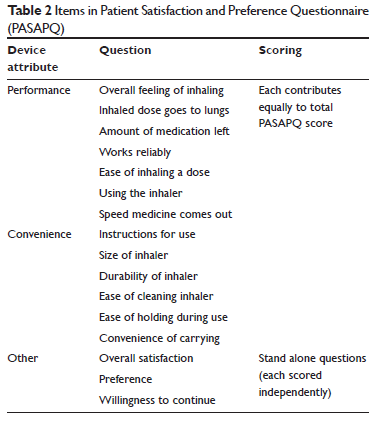 Table 2 Items in Patient Satisfaction and Preference Questionnaire
(PASAPQ)
Device attribute Question Scoring
Performance Overall feeling of inhaling Each contributes
Inhaled dose goes to lungs equally to total
Amount of medication left PASAPQ score
Works reliably
Ease of inhaling a dose
Using the inhaler
Speed medicine comes out
Convenience Instructions for use
Size of inhaler
Durability of inhaler
Ease of cleaning inhaler
Ease of holding during use
Convenience of carrying
Other Overall satisfaction Stand alone questions
Preference (each scored
Willingness to continue independently)